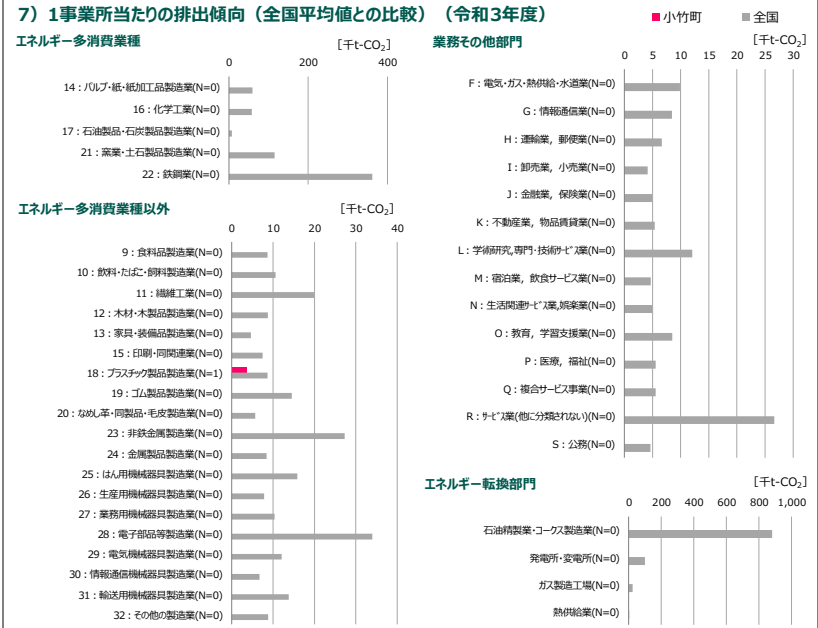 7）1事業所当たりの排出傾向（全国平均値との比較）（令和3年度）
■小竹町 ■全国
エネルギー多消費業種
［千t-CO₂］
0 200 400
14：パルプ・紙・紙加工品製造業(N=0)
16：化学工業(N=0)
17：石油製品・石炭製品製造業(N=0)
21：窯業・土石製品製造業(N=0)
22：鉄鋼業(N=0)
エネルギー多消費業種以外
［千t-CO₂］
0 10 20 30 40
9：食料品製造業(N=0)
10：飲料・たばこ・飼料製造業(N=0)
11：繊維工業(N=0)
12：木材・木製品製造業(N=0)
13：家具・装備品製造業(N=0)
15：印刷・同関連業(N=0)
18：プラスチック製品製造業(N=1)
19：ゴム製品製造業(N=0)
20：なめし革・同製品・毛皮製造業(N=0)
23：非鉄金属製造業(N=0)
24：金属製品製造業(N=0)
25：はん用機械器具製造業(N=0)
26：生産用機械器具製造業(N=0)
27：業務用機械器具製造業(N=0)
28：電子部品等製造業(N=0)
29：電気機械器具製造業(N=0)
30：情報通信機械器具製造業(N=0)
31：輸送用機械器具製造業(N=0)
32：その他の製造業(N=0)
業務その他部門
［千t-CO₂］
0 5 10 15 20 25 30
F：電気・ガス・熱供給・水道業(N=0)
G：情報通信業(N=0)
H：運輸業，郵便業(N=0)
I：卸売業，小売業(N=0)
J：金融業，保険業(N=0)
K：不動産業，物品賃貸業(N=0)
L：学術研究,専門・技術サービス業(N=0)
M：宿泊業，飲食サービス業(N=0)
N：生活関連サービス業,娯楽業(N=0)
O：教育，学習支援業(N=0)
P：医療，福祉(N=0)
Q：複合サービス事業(N=0)
R：サービス業(他に分類されない)(N=0)
S：公務(N=0)
エネルギー転換部門
［千t-CO₂］
0 200 400 600 800 1,000
石油精製業・コークス製造業(N=0)
発電所・変電所(N=0)
ガス製造工場(N=0)
熱供給業(N=0)